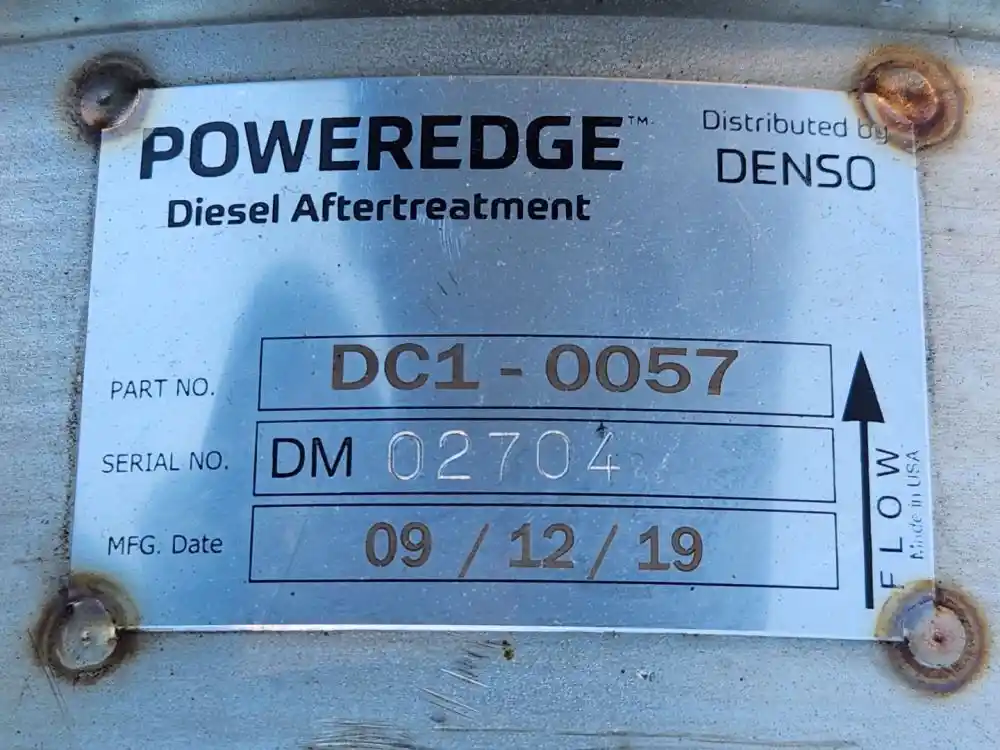 POWEREDGE™
Diesel Aftertreatment
Distributed by
DENSO
PART NO. DC1 - 0057
SERIAL NO. DM 02704
MFG. Date 09 / 12 / 19
FLOW
Made in USA